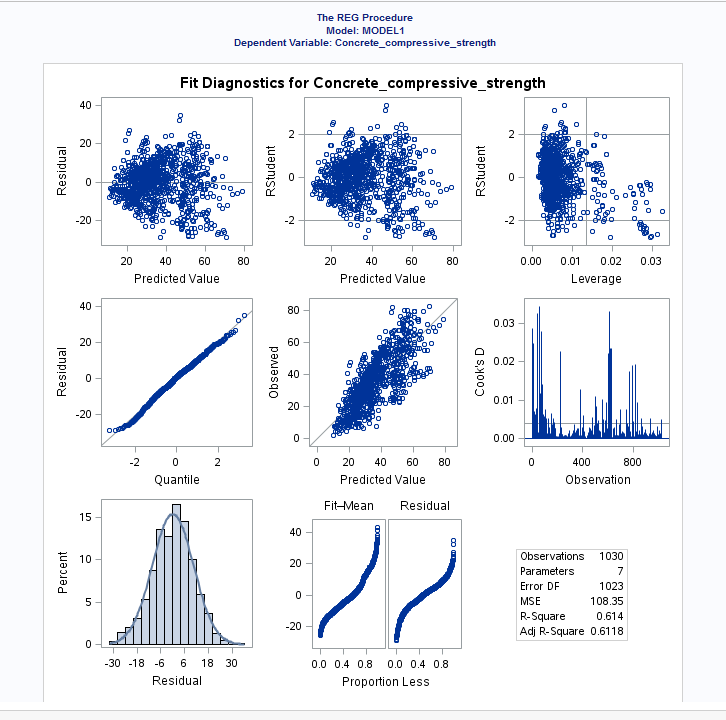 The REG Procedure
Model: MODEL1
Dependent Variable: Concrete_compressive_strength
Fit Diagnostics for Concrete_compressive_strength
Residual
40
20
0
-20
20 40 60 80
Predicted Value
RStudent
2
0
-2
20 40 60 80
Predicted Value
RStudent
2
0
-2
0.00 0.01 0.02 0.03
Leverage
Residual
40
20
0
-20
-2 0 2
Quantile
Observed
80
60
40
20
0
0 20 40 60 80
Predicted Value
Cook's D
0.03
0.02
0.01
0.00
0 400 800
Observation
Percent
15
10
5
0
-30 -18 -6 6 18 30
Residual
Fit–Mean Residual
40
20
0
-20
0.0 0.4 0.8 0.0 0.4 0.8
Proportion Less
Observations 1030
Parameters 7
Error DF 1023
MSE 108.35
R-Square 0.614
Adj R-Square 0.6118